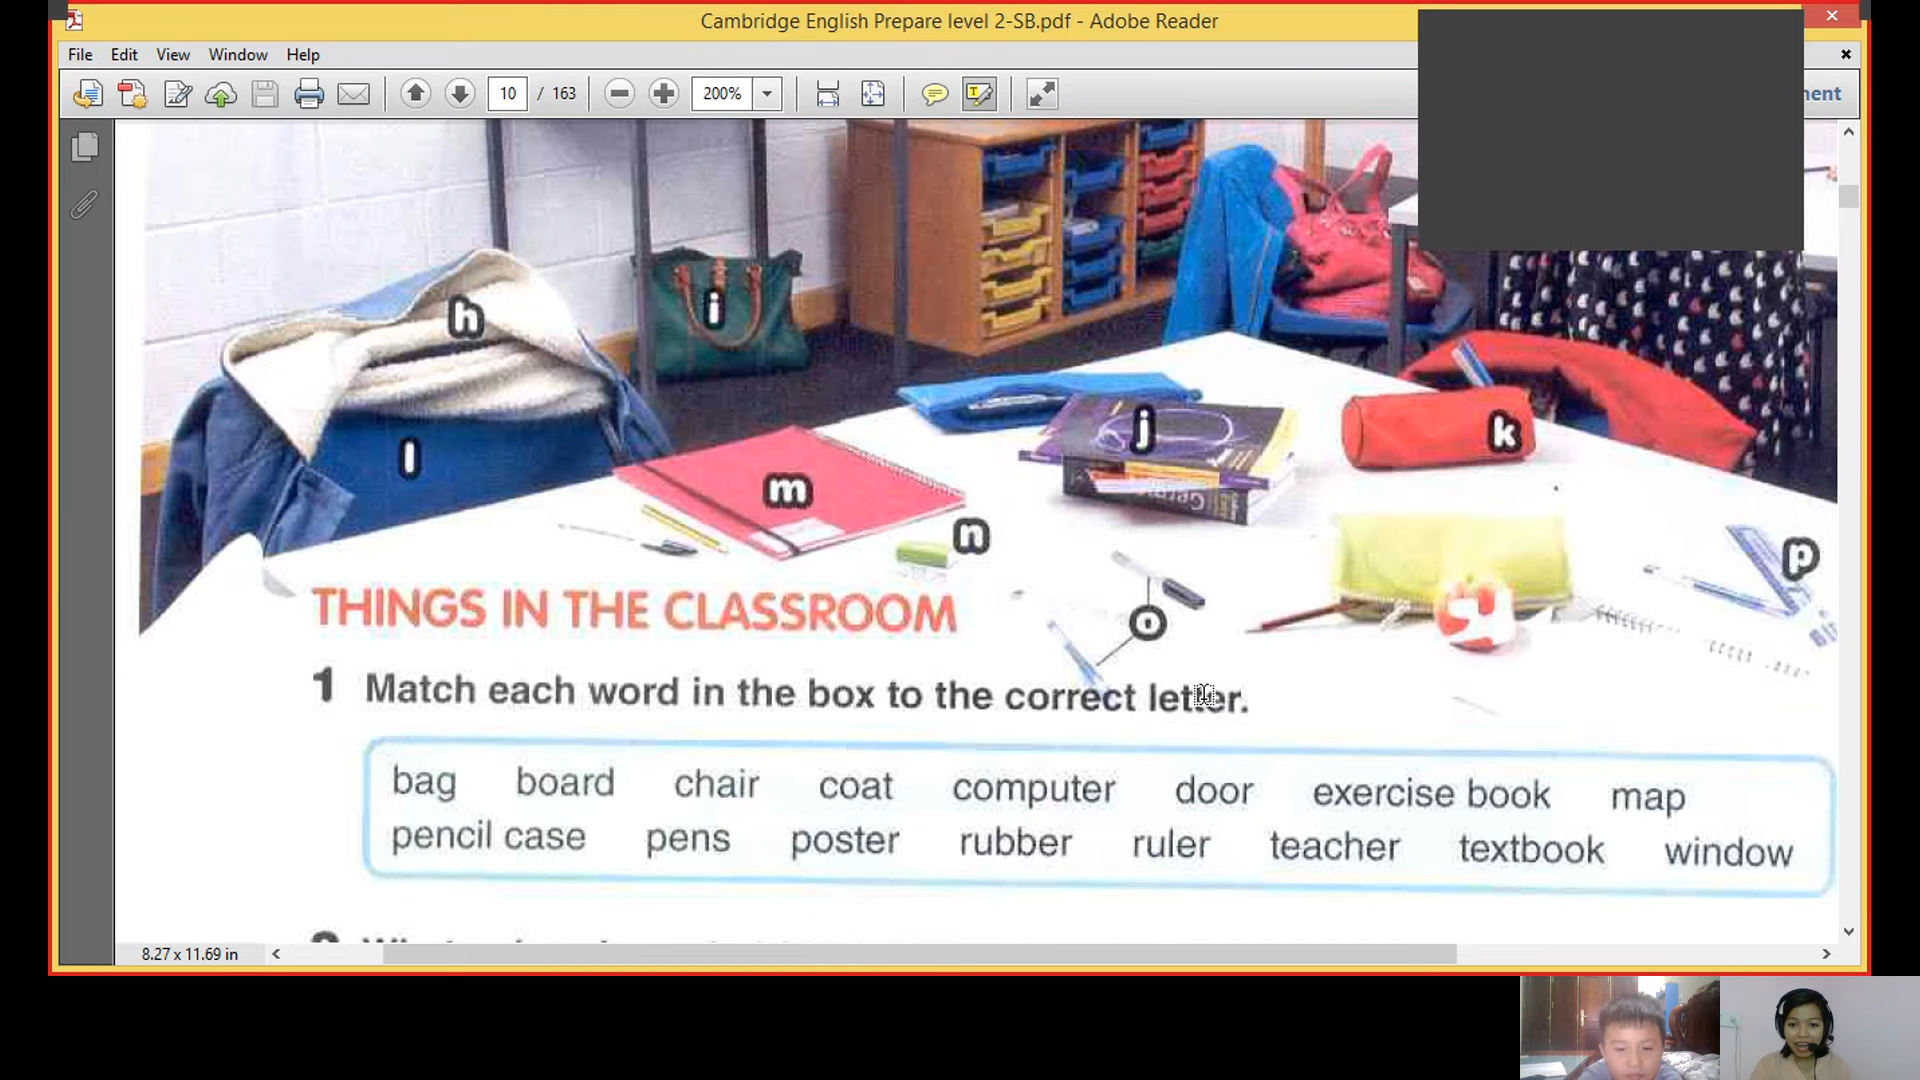 Cambridge English Prepare level 2-SB.pdf - Adobe Reader
File Edit View Window Help
10 / 163 200%
h
i
j
k
l
m
n
o
p
THINGS IN THE CLASSROOM
1 Match each word in the box to the correct letter.
bag board chair coat computer door exercise book map
pencil case pens poster rubber ruler teacher textbook window
8.27 x 11.69 in